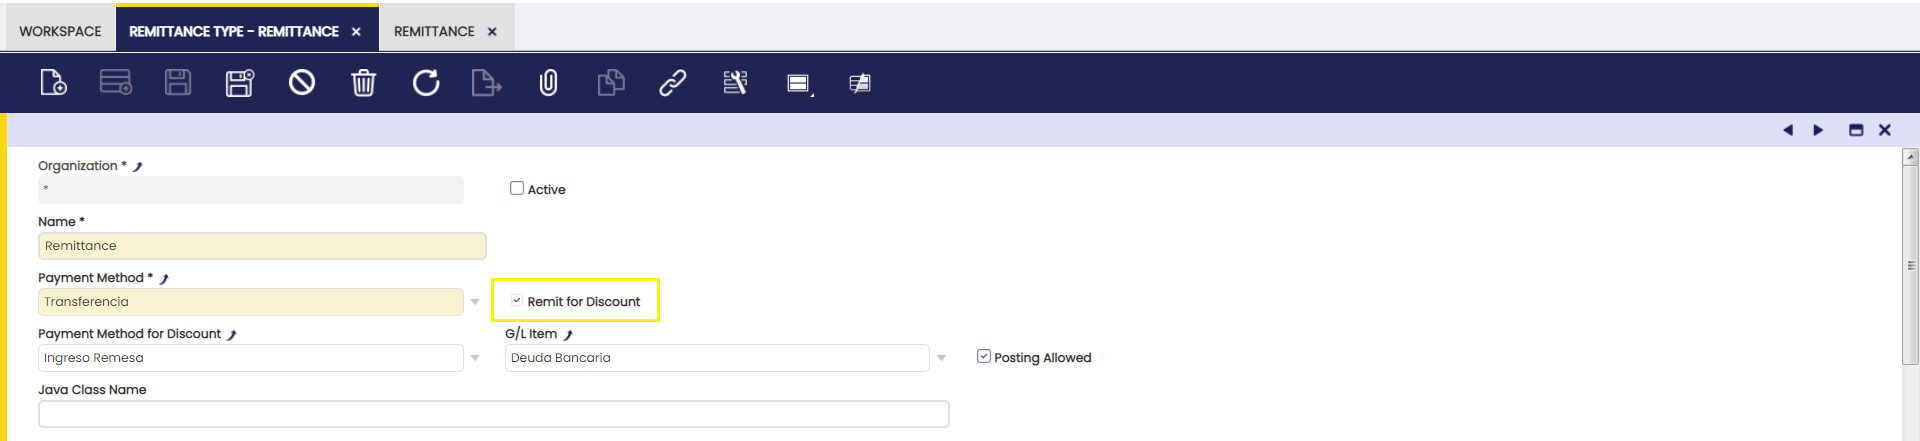 WORKSPACE REMITTANCE TYPE - REMITTANCE × REMITTANCE ×
Organization *
*
Active
Name *
Remittance
Payment Method *
Transferencia
Remit for Discount
Payment Method for Discount G/L Item
Ingreso Remesa Deuda Bancaria Posting Allowed
Java Class Name